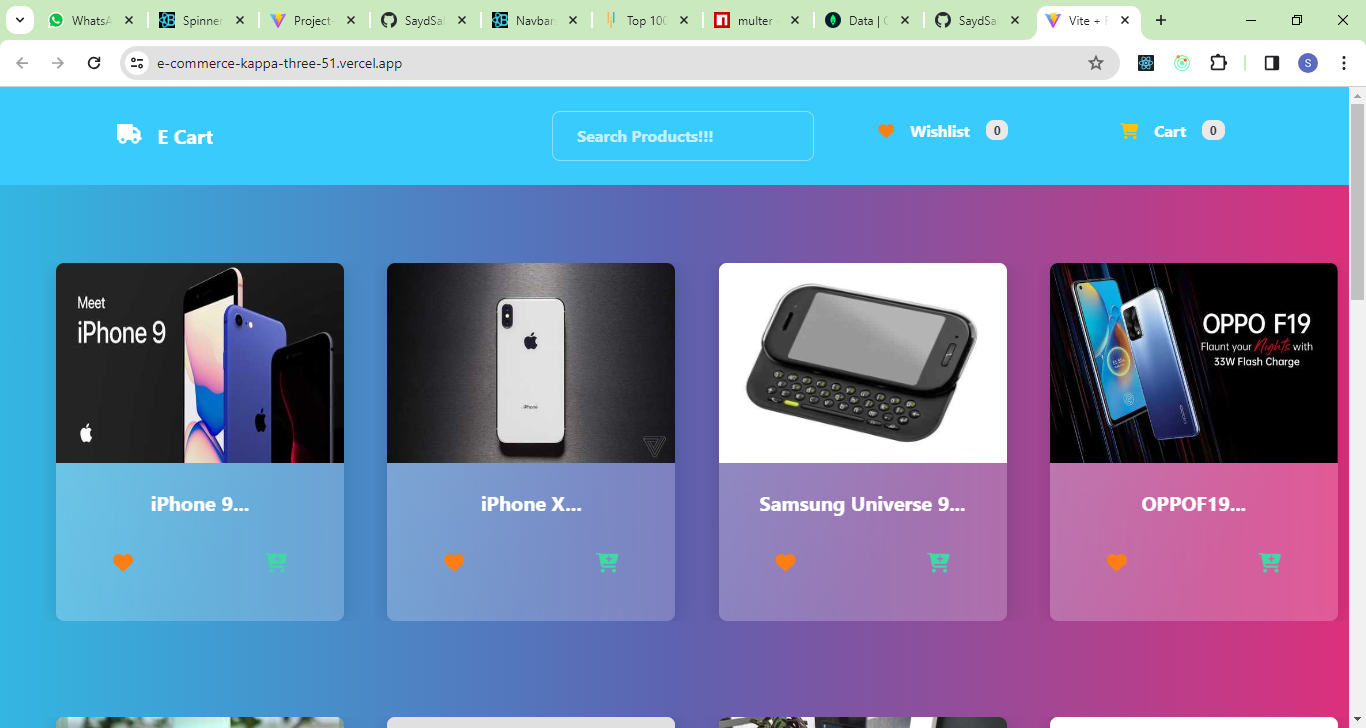 WhatsA
Spinner
Project-
SaydSal
Navbar
Top 100
multer
Data | C
SaydSal
Vite + R
e-commerce-kappa-three-51.vercel.app
S
E Cart
Search Products!!!
Wishlist 0
Cart 0
Meet
iPhone 9
iPhone
OPPO F19
Flaunt your Nights with
33W Flash Charge
iPhone 9...
iPhone X...
Samsung Universe 9...
OPPOF19...